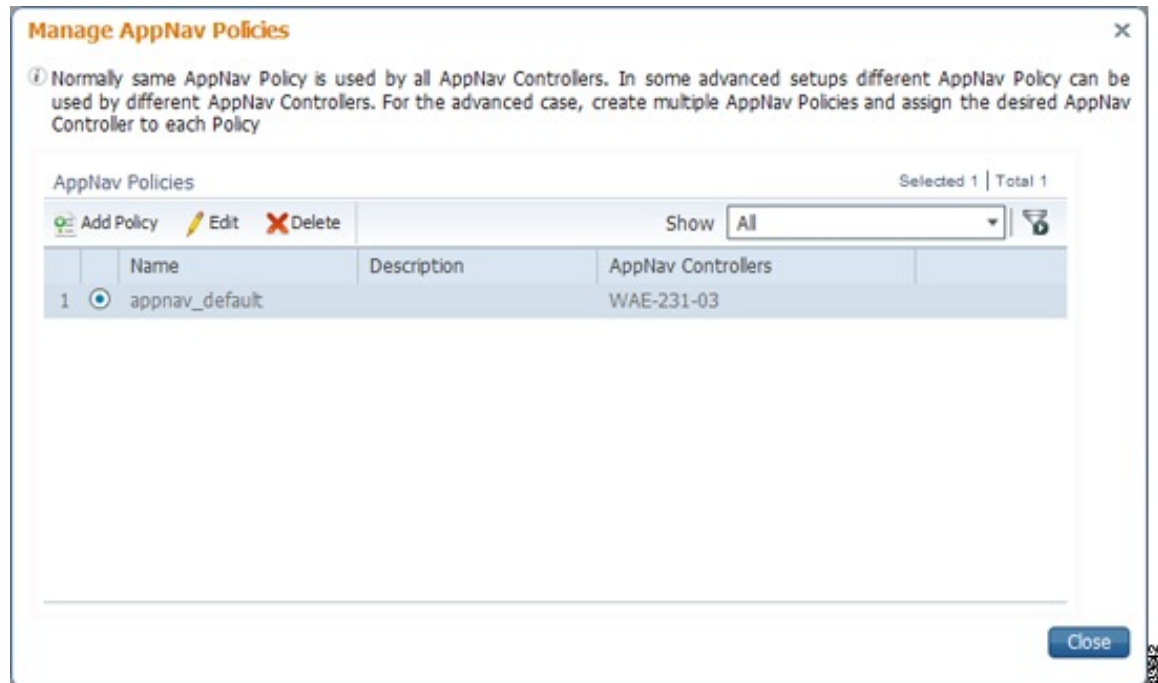 Manage AppNav Policies
Normally same AppNav Policy is used by all AppNav Controllers. In some advanced setups different AppNav Policy can be
used by different AppNav Controllers. For the advanced case, create multiple AppNav Policies and assign the desired AppNav
Controller to each Policy
AppNav Policies
Selected 1 | Total 1
Add Policy Edit Delete Show All
Name Description AppNav Controllers
1 appnav_default WAE-231-03
Close